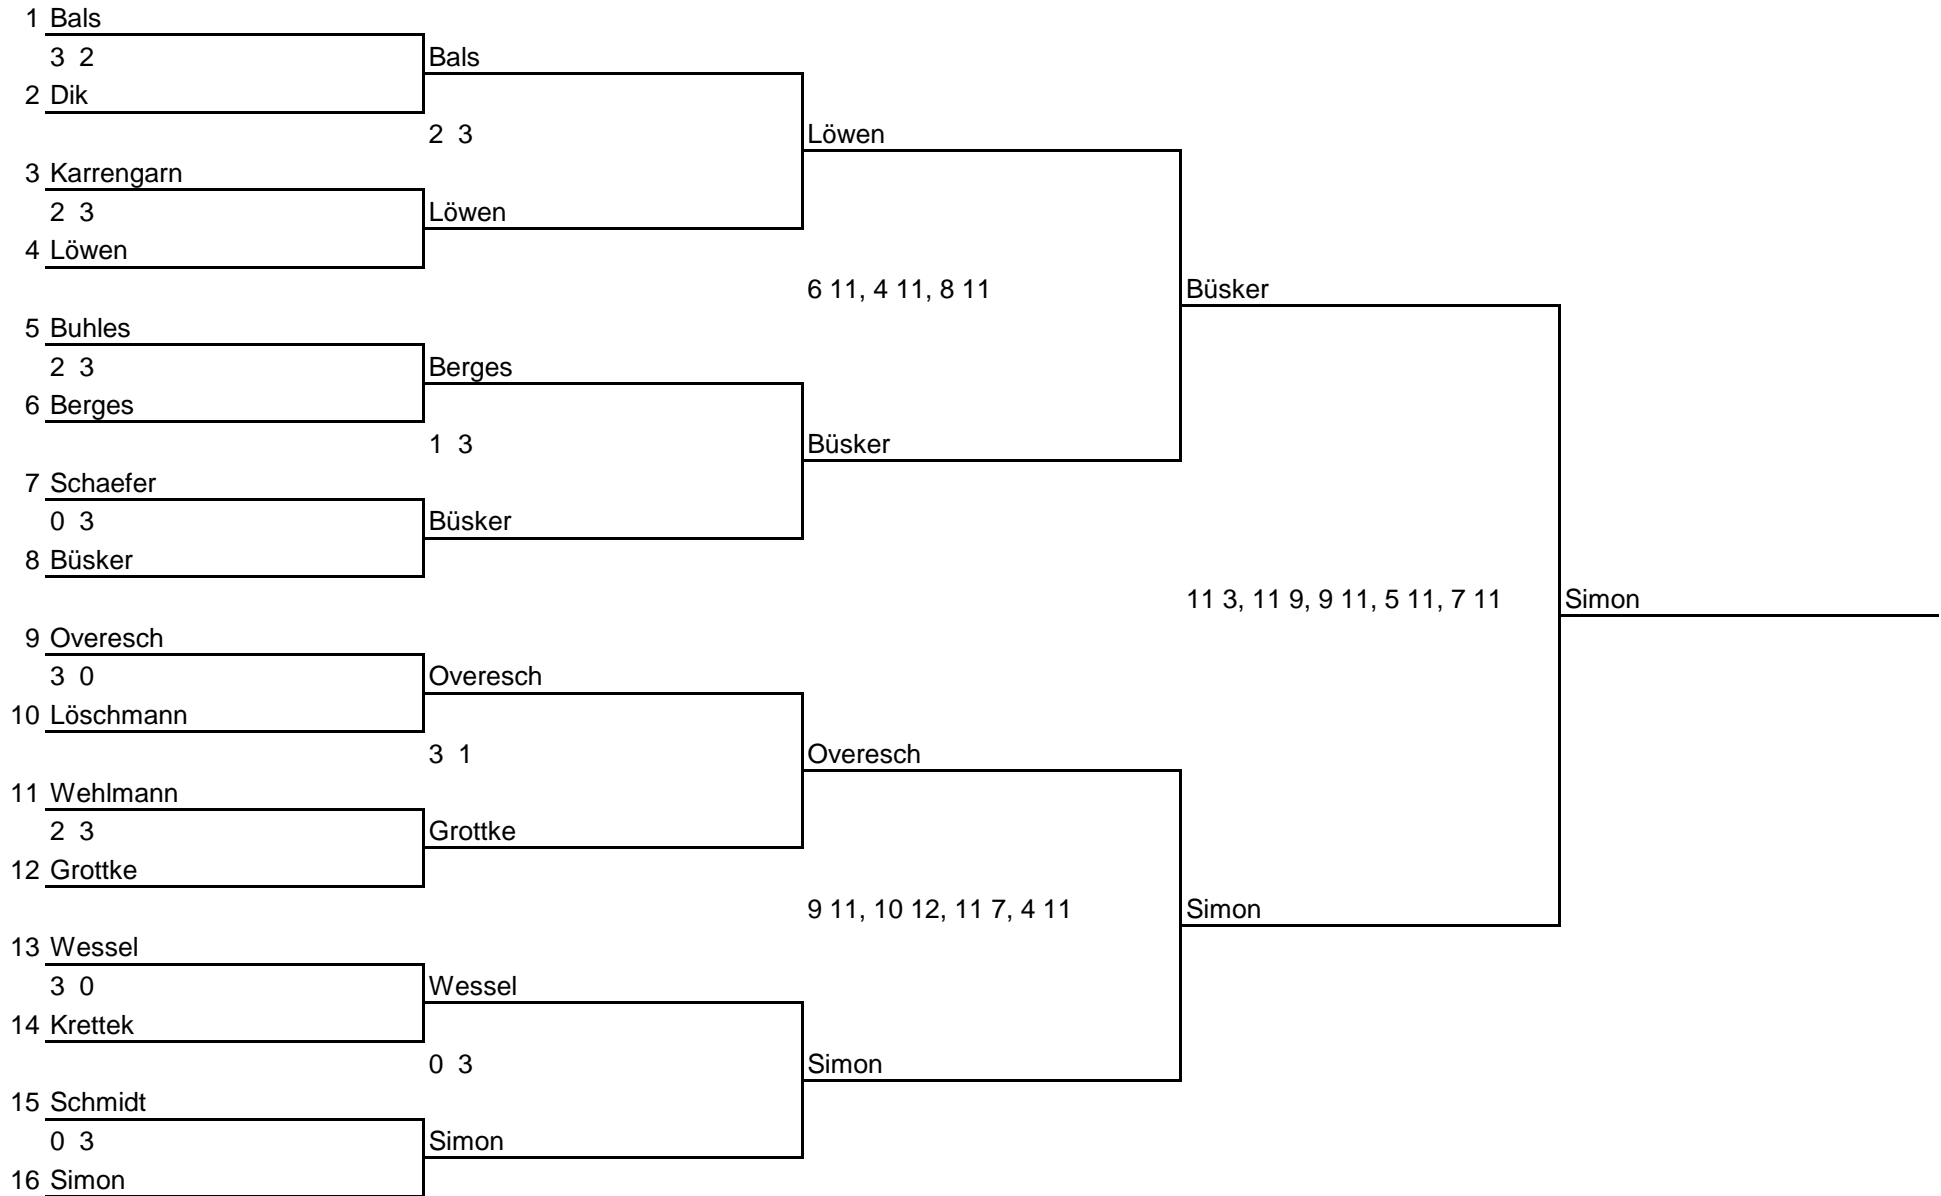 1 Bals
3 2 Bals
2 Dik
2 3 Löwen
3 Karrengarn
2 3 Löwen
4 Löwen
6 11, 4 11, 8 11 Büsker
5 Buhles
2 3 Berges
6 Berges
1 3 Büsker
7 Schaefer
0 3 Büsker
8 Büsker
11 3, 11 9, 9 11, 5 11, 7 11 Simon
9 Overesch
3 0 Overesch
10 Löschmann
3 1 Overesch
11 Wehlmann
2 3 Grottke
12 Grottke
9 11, 10 12, 11 7, 4 11 Simon
13 Wessel
3 0 Wessel
14 Krettek
0 3 Simon
15 Schmidt
0 3 Simon
16 Simon